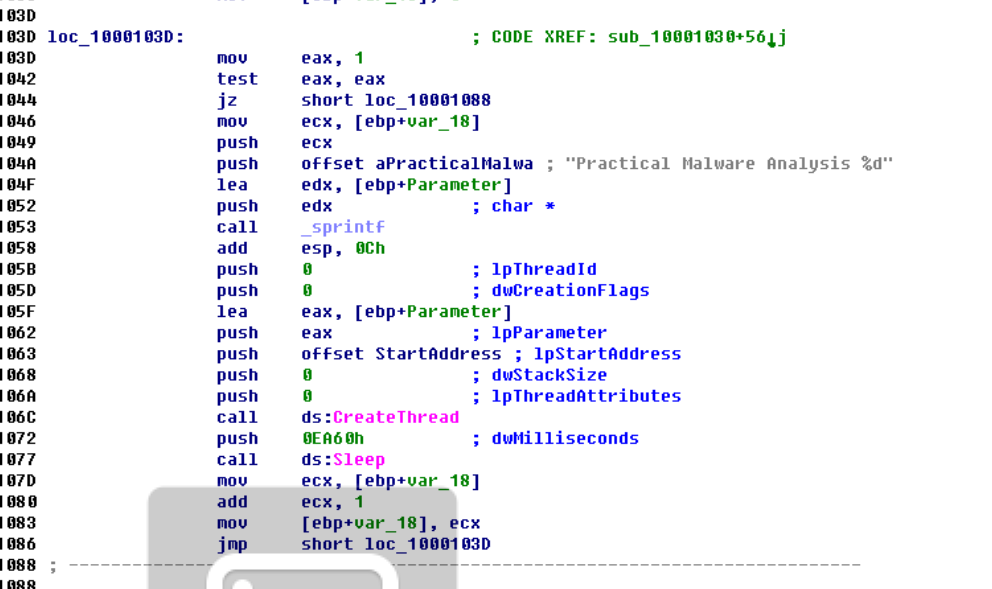 103D
103D loc_1000103D: ; CODE XREF: sub_10001030+56↓j
103D mov eax, 1
1042 test eax, eax
1044 jz short loc_10001088
1046 mov ecx, [ebp+var_18]
1049 push ecx
104A push offset aPracticalMalwa ; "Practical Malware Analysis %d"
104F lea edx, [ebp+Parameter]
1052 push edx ; char *
1053 call _sprintf
1058 add esp, 0Ch
105B push 0 ; lpThreadId
105D push 0 ; dwCreationFlags
105F lea eax, [ebp+Parameter]
1062 push eax ; lpParameter
1063 push offset StartAddress ; lpStartAddress
1068 push 0 ; dwStackSize
106A push 0 ; lpThreadAttributes
106C call ds:CreateThread
1072 push 0EA60h ; dwMilliseconds
1077 call ds:Sleep
107D mov ecx, [ebp+var_18]
1080 add ecx, 1
1083 mov [ebp+var_18], ecx
1086 jmp short loc_1000103D
1088 ; ---------------------------------------------------------------------------
1088